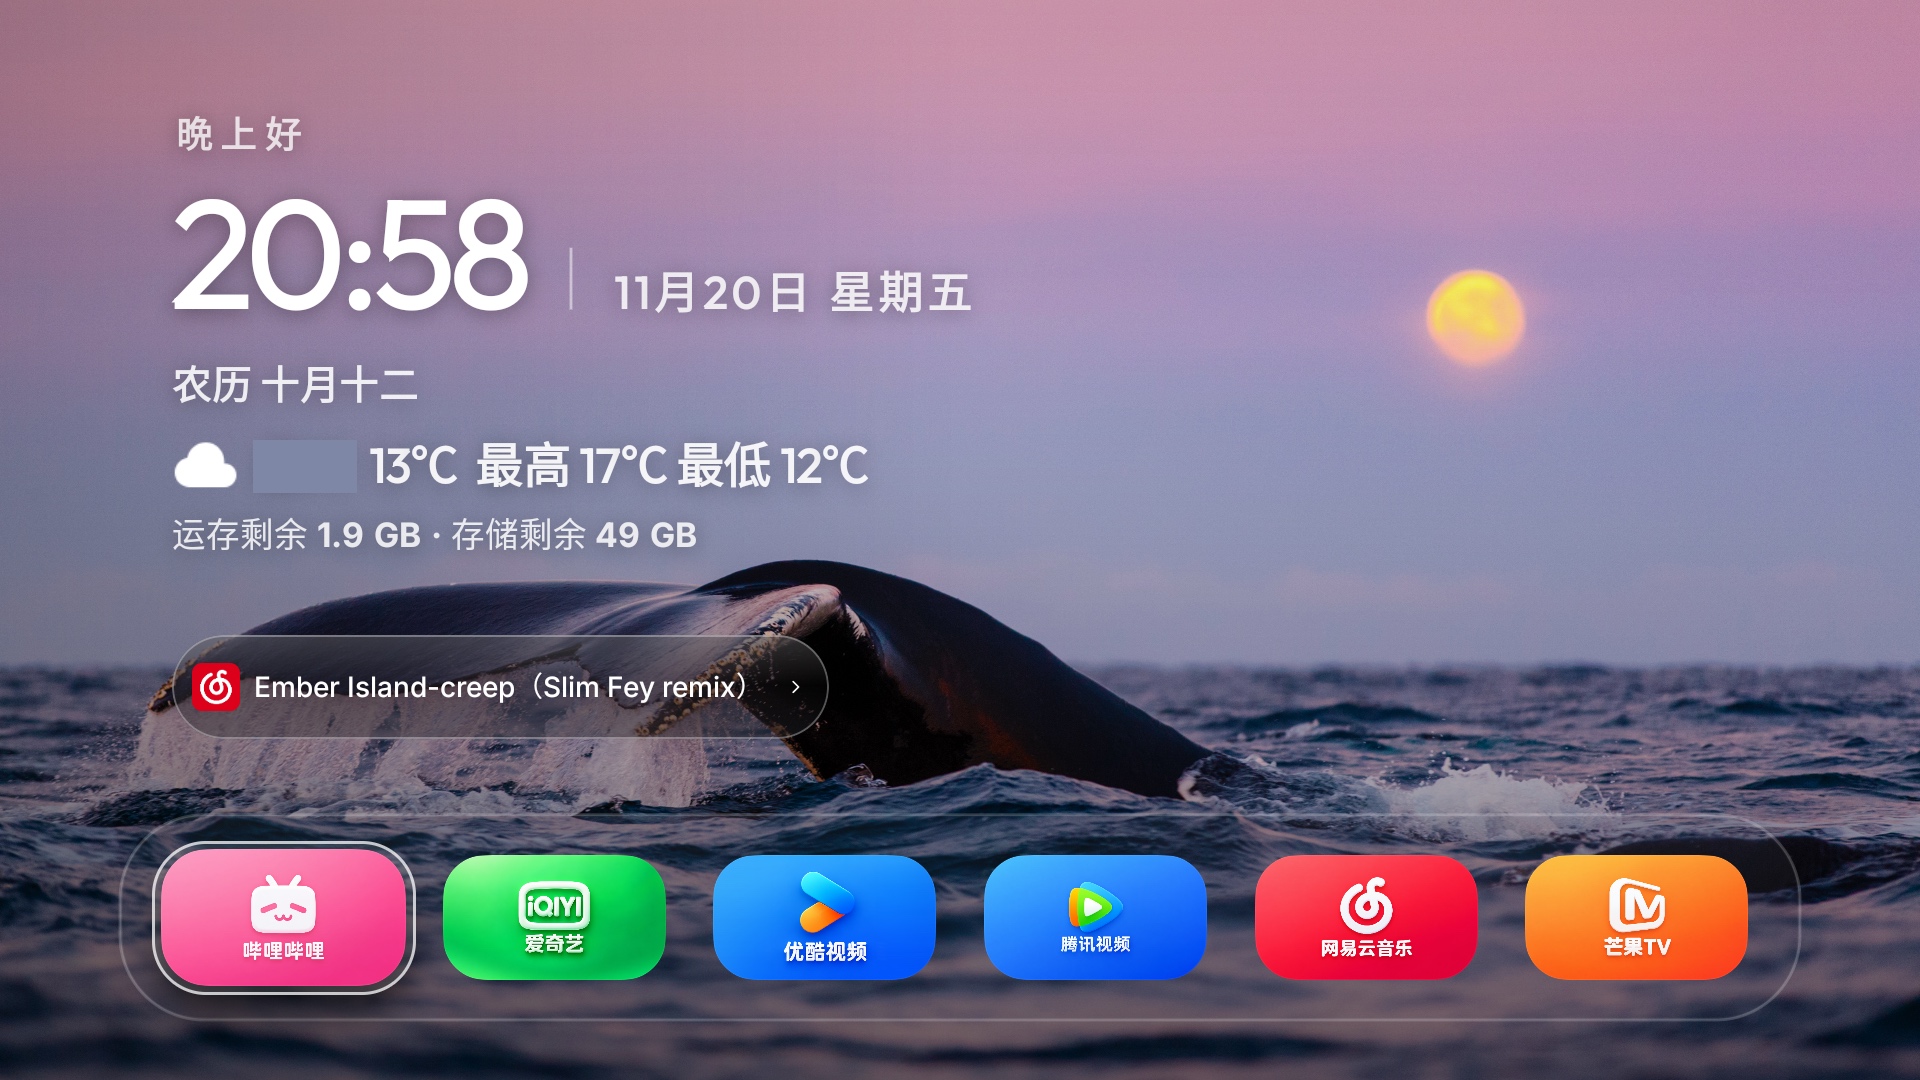 晚上好
20:58
11月20日 星期五
农历 十月十二
13°C 最高 17°C 最低 12°C
运存剩余 1.9 GB · 存储剩余 49 GB
Ember Island-creep（Slim Fey remix）
哔哩哔哩
iQIYI
爱奇艺
优酷视频
腾讯视频
网易云音乐
芒果TV